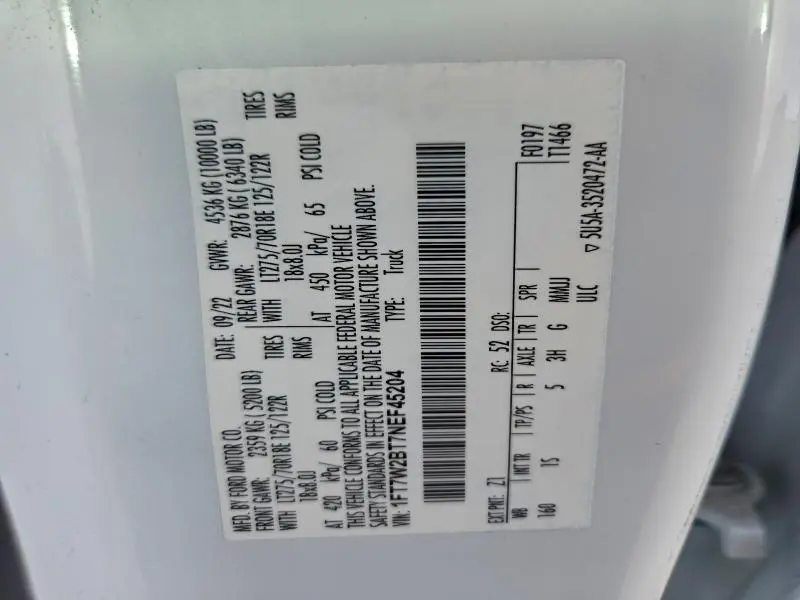 MFD. BY FORD MOTOR CO.
DATE: 09/22 GVWR: 4536 KG (10000 LB)
FRONT GAWR: 2359 KG ( 5200 LB) REAR GAWR: 2876 KG ( 6340 LB)
WITH LT275/70R18E 125/122R TIRES WITH LT275/70R18E 125/122R TIRES
18x8.0J RIMS 18x8.0J RIMS
AT 420 kPa/ 60 PSI COLD AT 450 kPa/ 65 PSI COLD
THIS VEHICLE CONFORMS TO ALL APPLICABLE FEDERAL MOTOR VEHICLE
SAFETY STANDARDS IN EFFECT ON THE DATE OF MANUFACTURE SHOWN ABOVE.
VIN: 1FT7W2BT7NEF45204 TYPE: Truck
EXT PNT: Z1 RC: 52 DSO:
WB INT TR TP/PS R AXLE TR SPR F0197
160 1S 5 3H G MMJJ T1466
ULC
▽ 5U5A-3520472-AA